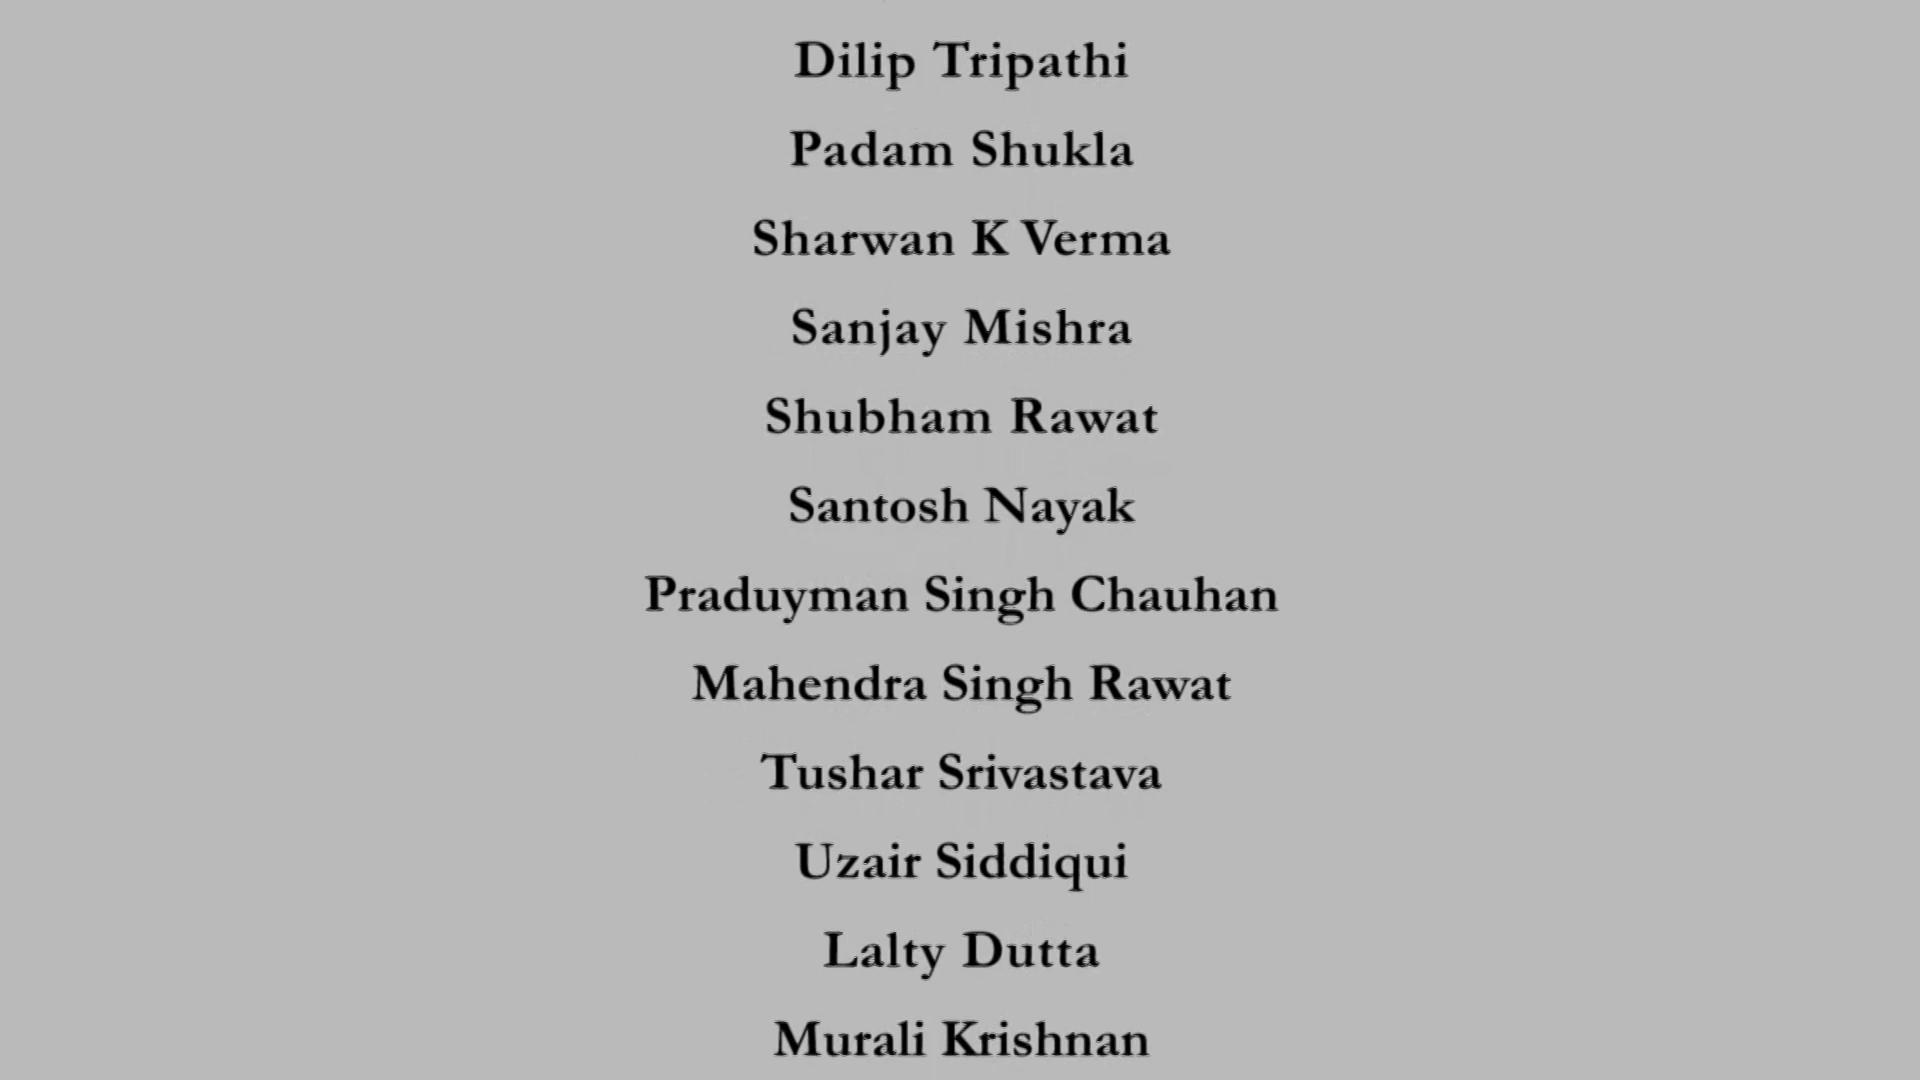 Dilip Tripathi
Padam Shukla
Sharwan K Verma
Sanjay Mishra
Shubham Rawat
Santosh Nayak
Praduyman Singh Chauhan
Mahendra Singh Rawat
Tushar Srivastava
Uzair Siddiqui
Lalty Dutta
Murali Krishnan